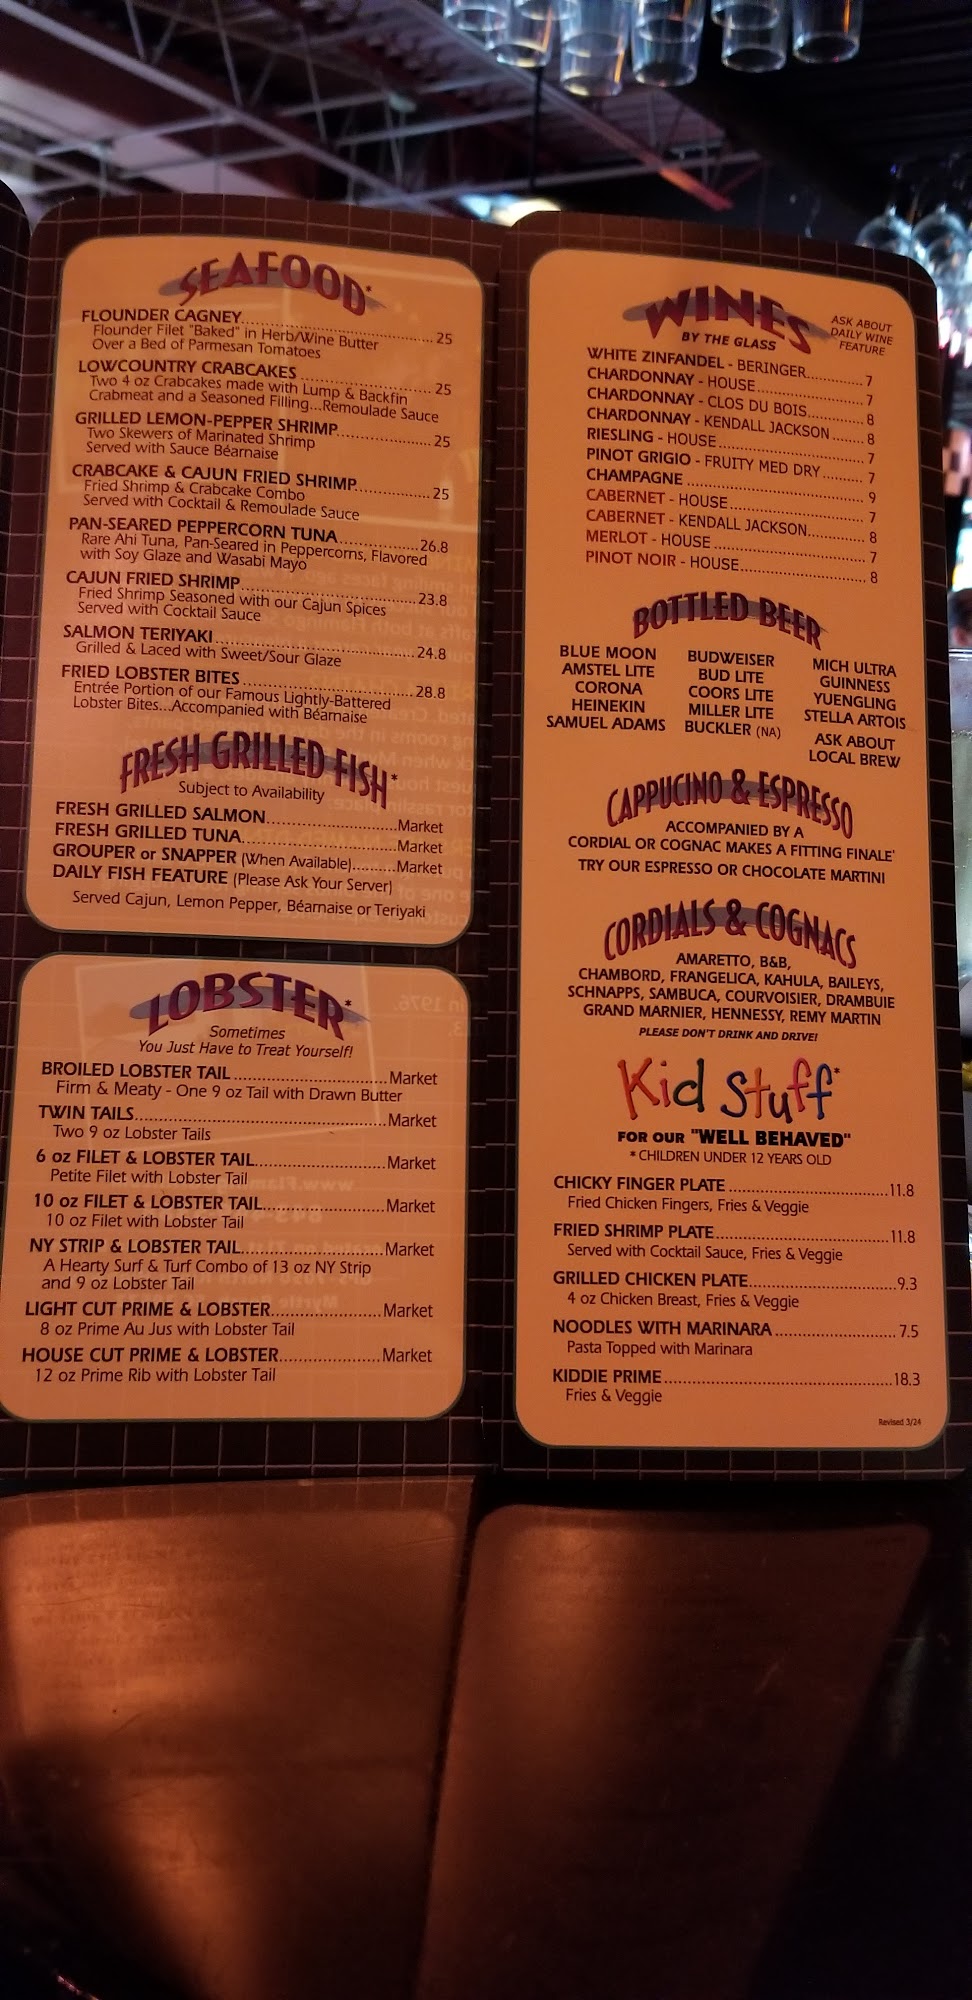 SEAFOOD*
FLOUNDER CAGNEY........25
Flounder Filet "Baked" in Herb/Wine Butter
Over a Bed of Parmesan Tomatoes
LOWCOUNTRY CRABCAKES........25
Two 4 oz Crabcakes made with Lump & Backfin
Crabmeat and a Seasoned Filling...Remoulade Sauce
GRILLED LEMON-PEPPER SHRIMP........25
Two Skewers of Marinated Shrimp
Served with Sauce Béarnaise
CRABCAKE & CAJUN FRIED SHRIMP........25
Fried Shrimp & Crabcake Combo
Served with Cocktail & Remoulade Sauce
PAN-SEARED PEPPERCORN TUNA........26.8
Rare Ahi Tuna, Pan-Seared in Peppercorns, Flavored
with Soy Glaze and Wasabi Mayo
CAJUN FRIED SHRIMP........23.8
Fried Shrimp Seasoned with our Cajun Spices
Served with Cocktail Sauce
SALMON TERIYAKI........24.8
Grilled & Laced with Sweet/Sour Glaze
FRIED LOBSTER BITES........28.8
Entrée Portion of our Famous Lightly-Battered
Lobster Bites...Accompanied with Béarnaise
FRESH GRILLED FISH*
Subject to Availability
FRESH GRILLED SALMON........Market
FRESH GRILLED TUNA........Market
GROUPER or SNAPPER (When Available)........Market
DAILY FISH FEATURE (Please Ask Your Server)
Served Cajun, Lemon Pepper, Béarnaise or Teriyaki
LOBSTER*
Sometimes
You Just Have to Treat Yourself!
BROILED LOBSTER TAIL........Market
Firm & Meaty - One 9 oz Tail with Drawn Butter
TWIN TAILS........Market
Two 9 oz Lobster Tails
6 oz FILET & LOBSTER TAIL........Market
Petite Filet with Lobster Tail
10 oz FILET & LOBSTER TAIL........Market
10 oz Filet with Lobster Tail
NY STRIP & LOBSTER TAIL........Market
A Hearty Surf & Turf Combo of 13 oz NY Strip
and 9 oz Lobster Tail
LIGHT CUT PRIME & LOBSTER........Market
8 oz Prime Au Jus with Lobster Tail
HOUSE CUT PRIME & LOBSTER........Market
12 oz Prime Rib with Lobster Tail
WINES
BY THE GLASS
ASK ABOUT
DAILY WINE
FEATURE
WHITE ZINFANDEL - BERINGER........7
CHARDONNAY - HOUSE........7
CHARDONNAY - CLOS DU BOIS........8
CHARDONNAY - KENDALL JACKSON........8
RIESLING - HOUSE........7
PINOT GRIGIO - FRUITY MED DRY........7
CHAMPAGNE........9
CABERNET - HOUSE........7
CABERNET - KENDALL JACKSON........8
MERLOT - HOUSE........7
PINOT NOIR - HOUSE........8
BOTTLED BEER
BLUE MOON
AMSTEL LITE
CORONA
HEINEKIN
SAMUEL ADAMS
BUDWEISER
BUD LITE
COORS LITE
MILLER LITE
BUCKLER (NA)
MICH ULTRA
GUINNESS
YUENGLING
STELLA ARTOIS
ASK ABOUT
LOCAL BREW
CAPPUCINO & ESPRESSO
ACCOMPANIED BY A
CORDIAL OR COGNAC MAKES A FITTING FINALE'
TRY OUR ESPRESSO OR CHOCOLATE MARTINI
CORDIALS & COGNACS
AMARETTO, B&B,
CHAMBORD, FRANGELICA, KAHULA, BAILEYS,
SCHNAPPS, SAMBUCA, COURVOISIER, DRAMBUIE
GRAND MARNIER, HENNESSY, REMY MARTIN
PLEASE DON'T DRINK AND DRIVE!
Kid Stuff*
FOR OUR "WELL BEHAVED"
* CHILDREN UNDER 12 YEARS OLD
CHICKY FINGER PLATE........11.8
Fried Chicken Fingers, Fries & Veggie
FRIED SHRIMP PLATE........11.8
Served with Cocktail Sauce, Fries & Veggie
GRILLED CHICKEN PLATE........9.3
4 oz Chicken Breast, Fries & Veggie
NOODLES WITH MARINARA........7.5
Pasta Topped with Marinara
KIDDIE PRIME........18.3
Fries & Veggie
Revised 3/24